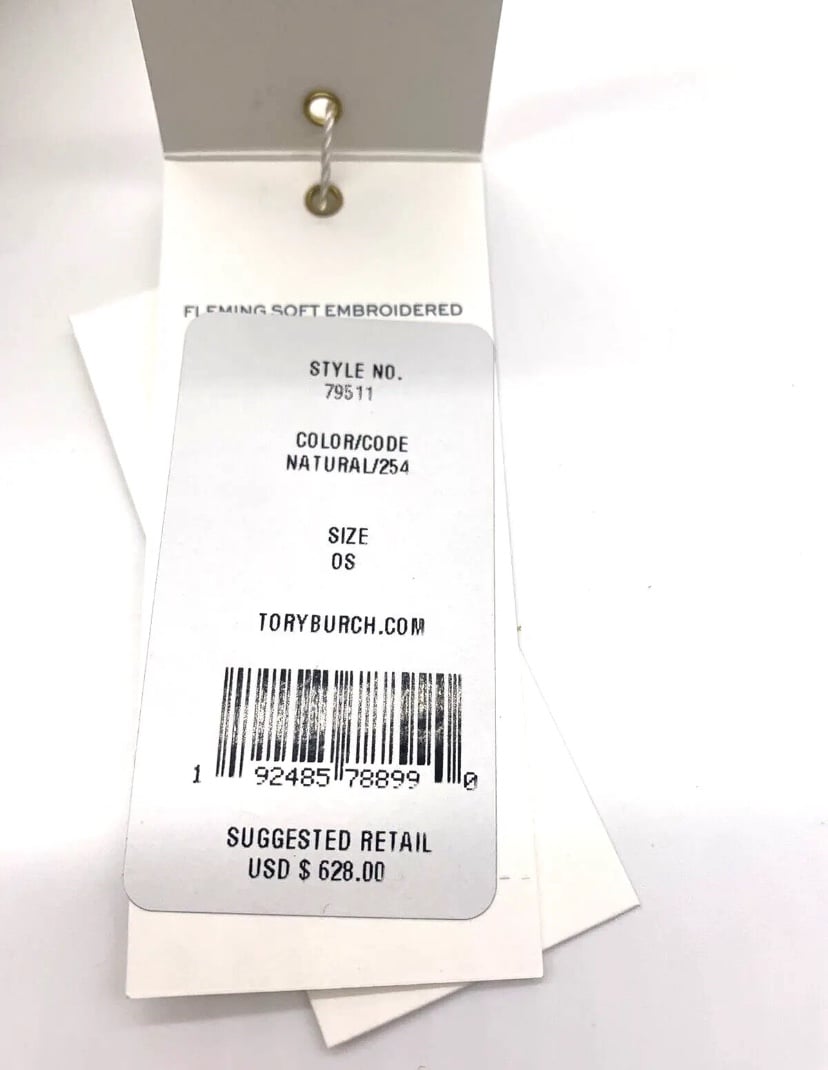 FLEMING SOFT EMBROIDERED
STYLE NO.
79511
COLOR/CODE
NATURAL/254
SIZE
OS
TORYBURCH.COM
1 92485 78899 0
SUGGESTED RETAIL
USD $ 628.00